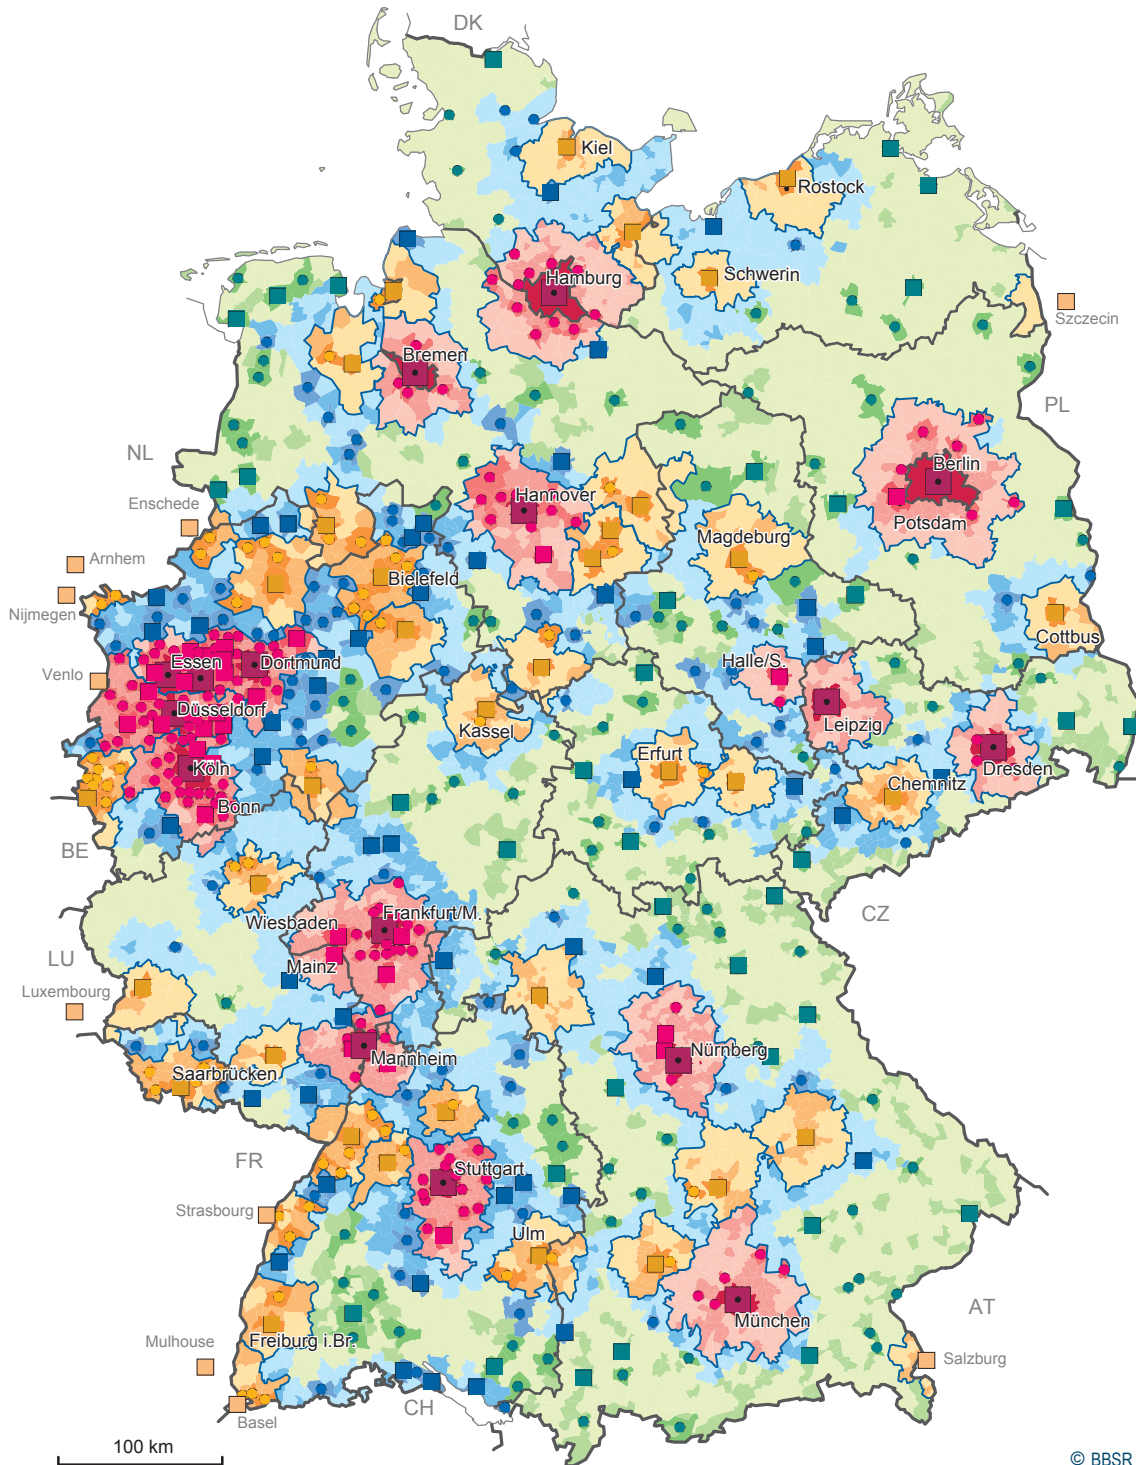 DK
Kiel
Rostock
Hamburg
Schwerin
Szczecin
Bremen
PL
NL
Berlin
Hannover
Enschede
Potsdam
Magdeburg
Arnhem
Bielefeld
Nijmegen
Cottbus
Essen
Dortmund
Halle/S.
Venlo
Düsseldorf
Kassel
Leipzig
Erfurt
Köln
Dresden
Chemnitz
Bonn
BE
Wiesbaden
Frankfurt/M.
CZ
LU
Mainz
Luxembourg
Nürnberg
Mannheim
Saarbrücken
FR
Stuttgart
Strasbourg
Ulm
AT
München
Mulhouse
Freiburg i.Br.
Salzburg
CH
Basel
100 km
© BBSR